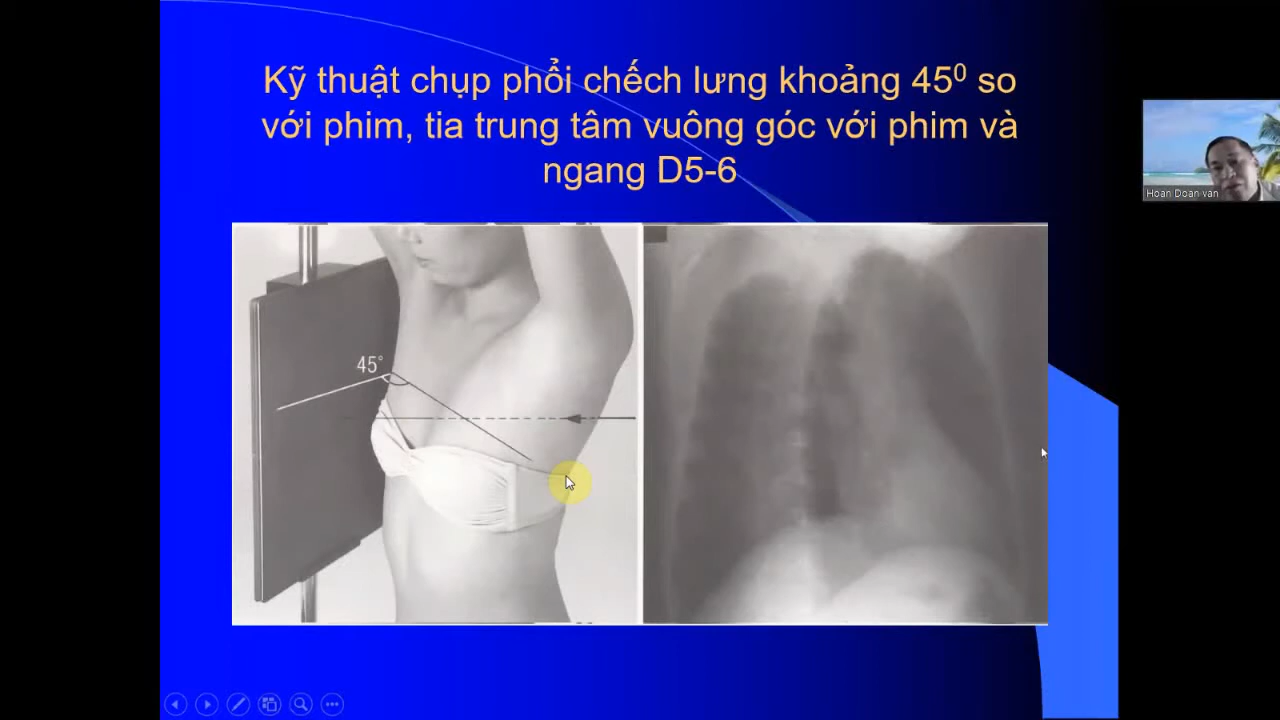 Kỹ thuật chụp phổi chếch lưng khoảng 45⁰ so
với phim, tia trung tâm vuông góc với phim và
ngang D5-6
45°
Hoan Doan van